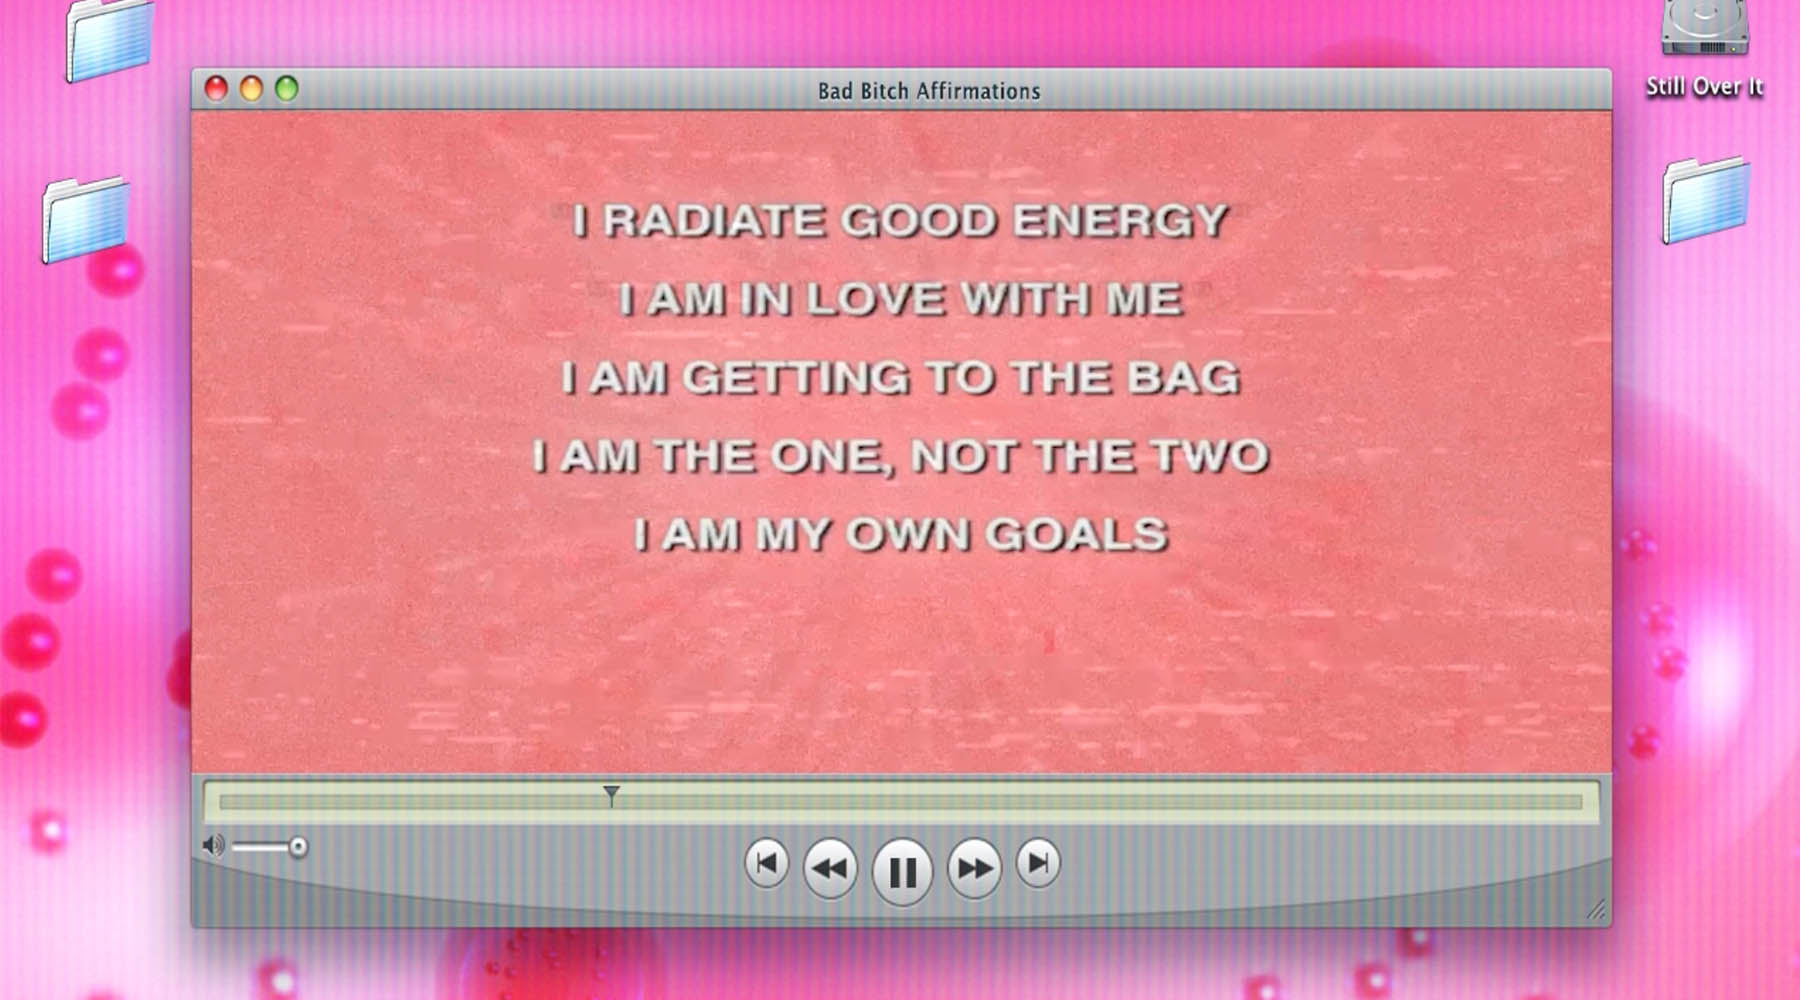 Bad Bitch Affirmations
Still Over It
I RADIATE GOOD ENERGY
I AM IN LOVE WITH ME
I AM GETTING TO THE BAG
I AM THE ONE, NOT THE TWO
I AM MY OWN GOALS